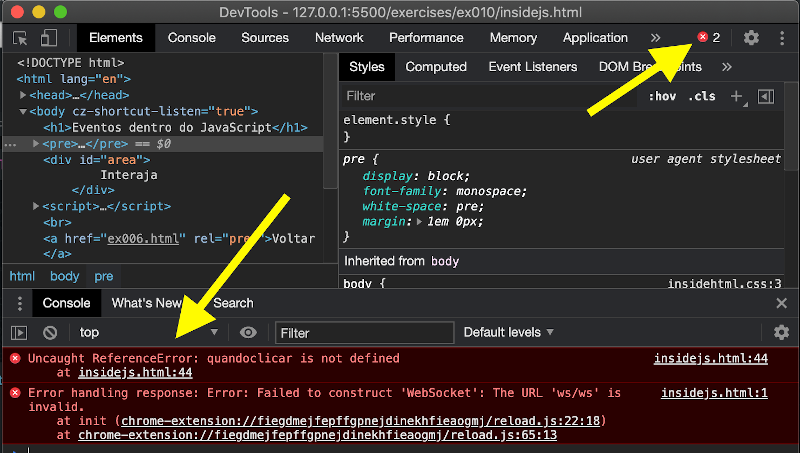 DevTools - 127.0.0.1:5500/exercises/ex010/insidejs.html
Elements Console Sources Network Performance Memory Application » 2
<!DOCTYPE html>
<html lang="en">
<head>…</head>
<body cz-shortcut-listen="true">
<h1>Eventos dentro do JavaScript</h1>
… <pre>…</pre> == $0
<div id="area">
Interaja
</div>
<script>…</script>
<br>
<a href="ex006.html" rel="pre Voltar
</a>
html body pre
Styles Computed Event Listeners DOM Bre points »
Filter :hov .cls
element.style {
}
pre { user agent stylesheet
display: block;
font-family: monospace;
white-space: pre;
margin: 1em 0px;
}
Inherited from body
body { insidehtml.css:3
Console What's New Search
top Filter Default levels
Uncaught ReferenceError: quandoclicar is not defined insidejs.html:44
at insidejs.html:44
Error handling response: Error: Failed to construct 'WebSocket': The URL 'ws/ws' is insidejs.html:1
invalid.
at init (chrome-extension://fiegdmejfepffgpnejdinekhfieaogmj/reload.js:22:18)
at chrome-extension://fiegdmejfepffgpnejdinekhfieaogmj/reload.js:65:13